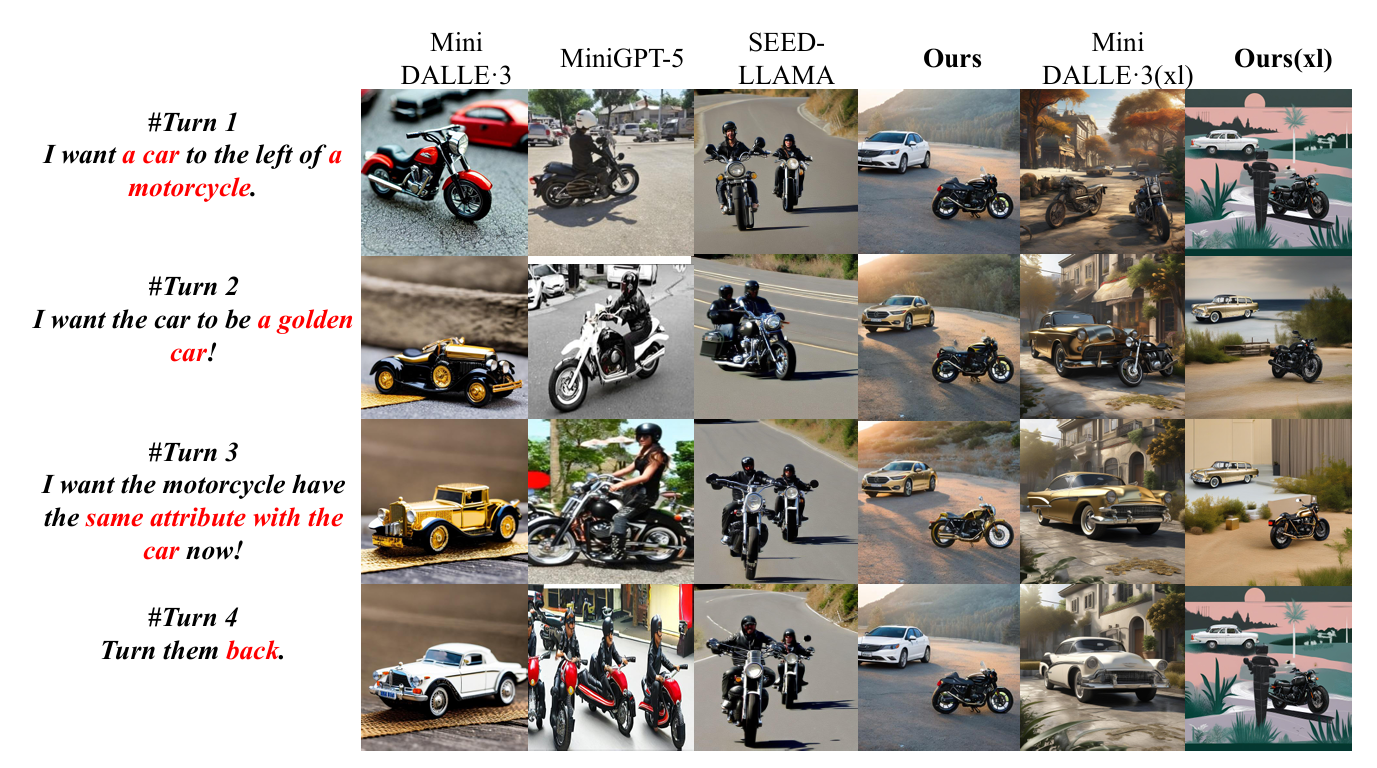 Mini
DALLE·3
MiniGPT-5
SEED-
LLAMA
Ours
Mini
DALLE·3(xl)
Ours(xl)
#Turn 1
I want a car to the left of a
motorcycle.
#Turn 2
I want the car to be a golden
car!
#Turn 3
I want the motorcycle have
the same attribute with the
car now!
#Turn 4
Turn them back.